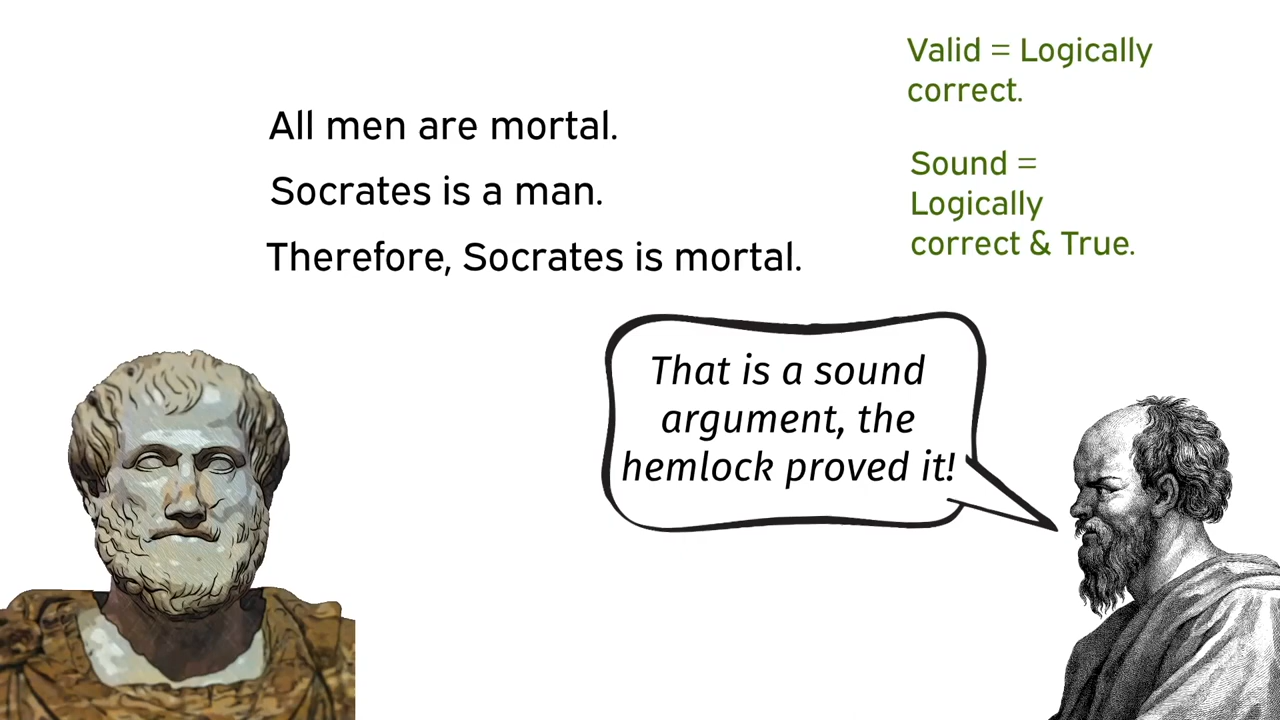 All men are mortal.
Socrates is a man.
Therefore, Socrates is mortal.
Valid = Logically
correct.
Sound =
Logically
correct & True.
That is a sound
argument, the
hemlock proved it!